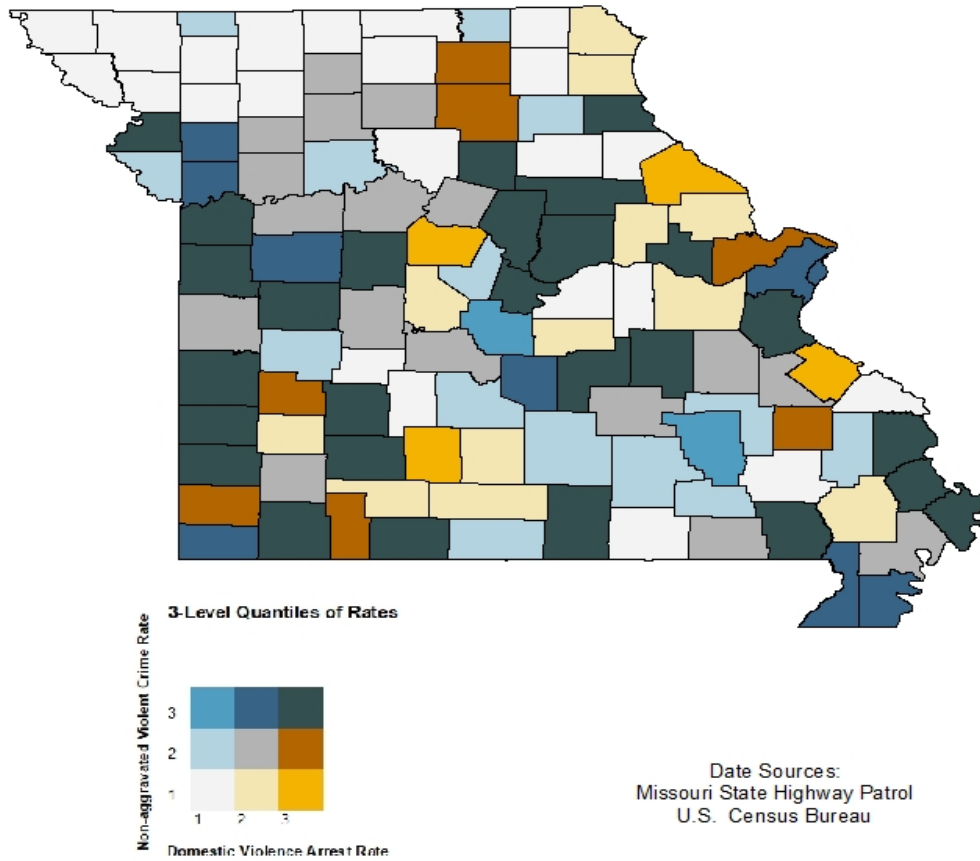 3-Level Quantiles of Rates
Non-aggravated Violent Crime Rate
3
2
1
1 2 3
Domestic Violence Arrest Rate
Date Sources:
Missouri State Highway Patrol
U.S. Census Bureau